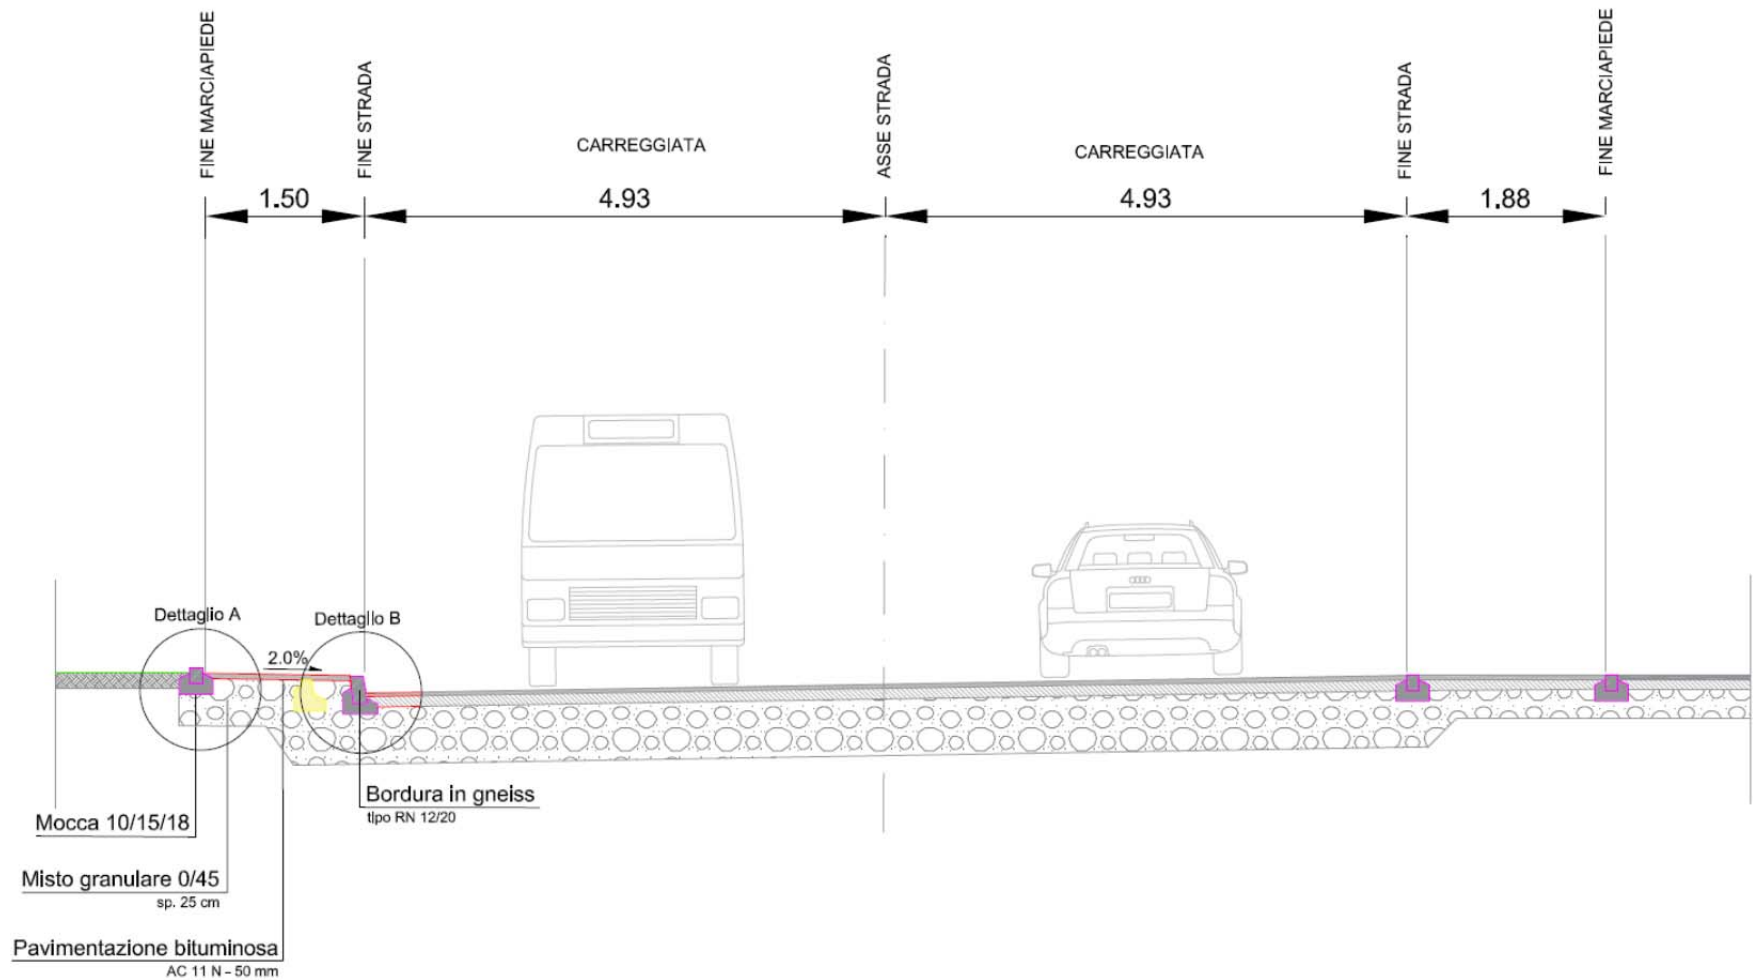 FINE MARCIAPIEDE
FINE STRADA
CARREGGIATA
ASSE STRADA
CARREGGIATA
FINE STRADA
FINE MARCIAPIEDE
1.50
4.93
4.93
1.88
Dettaglio A
Dettaglio B
2.0%
Bordura in gneiss
tipo RN 12/20
Mocca 10/15/18
Misto granulare 0/45
sp. 25 cm
Pavimentazione bituminosa
AC 11 N - 50 mm